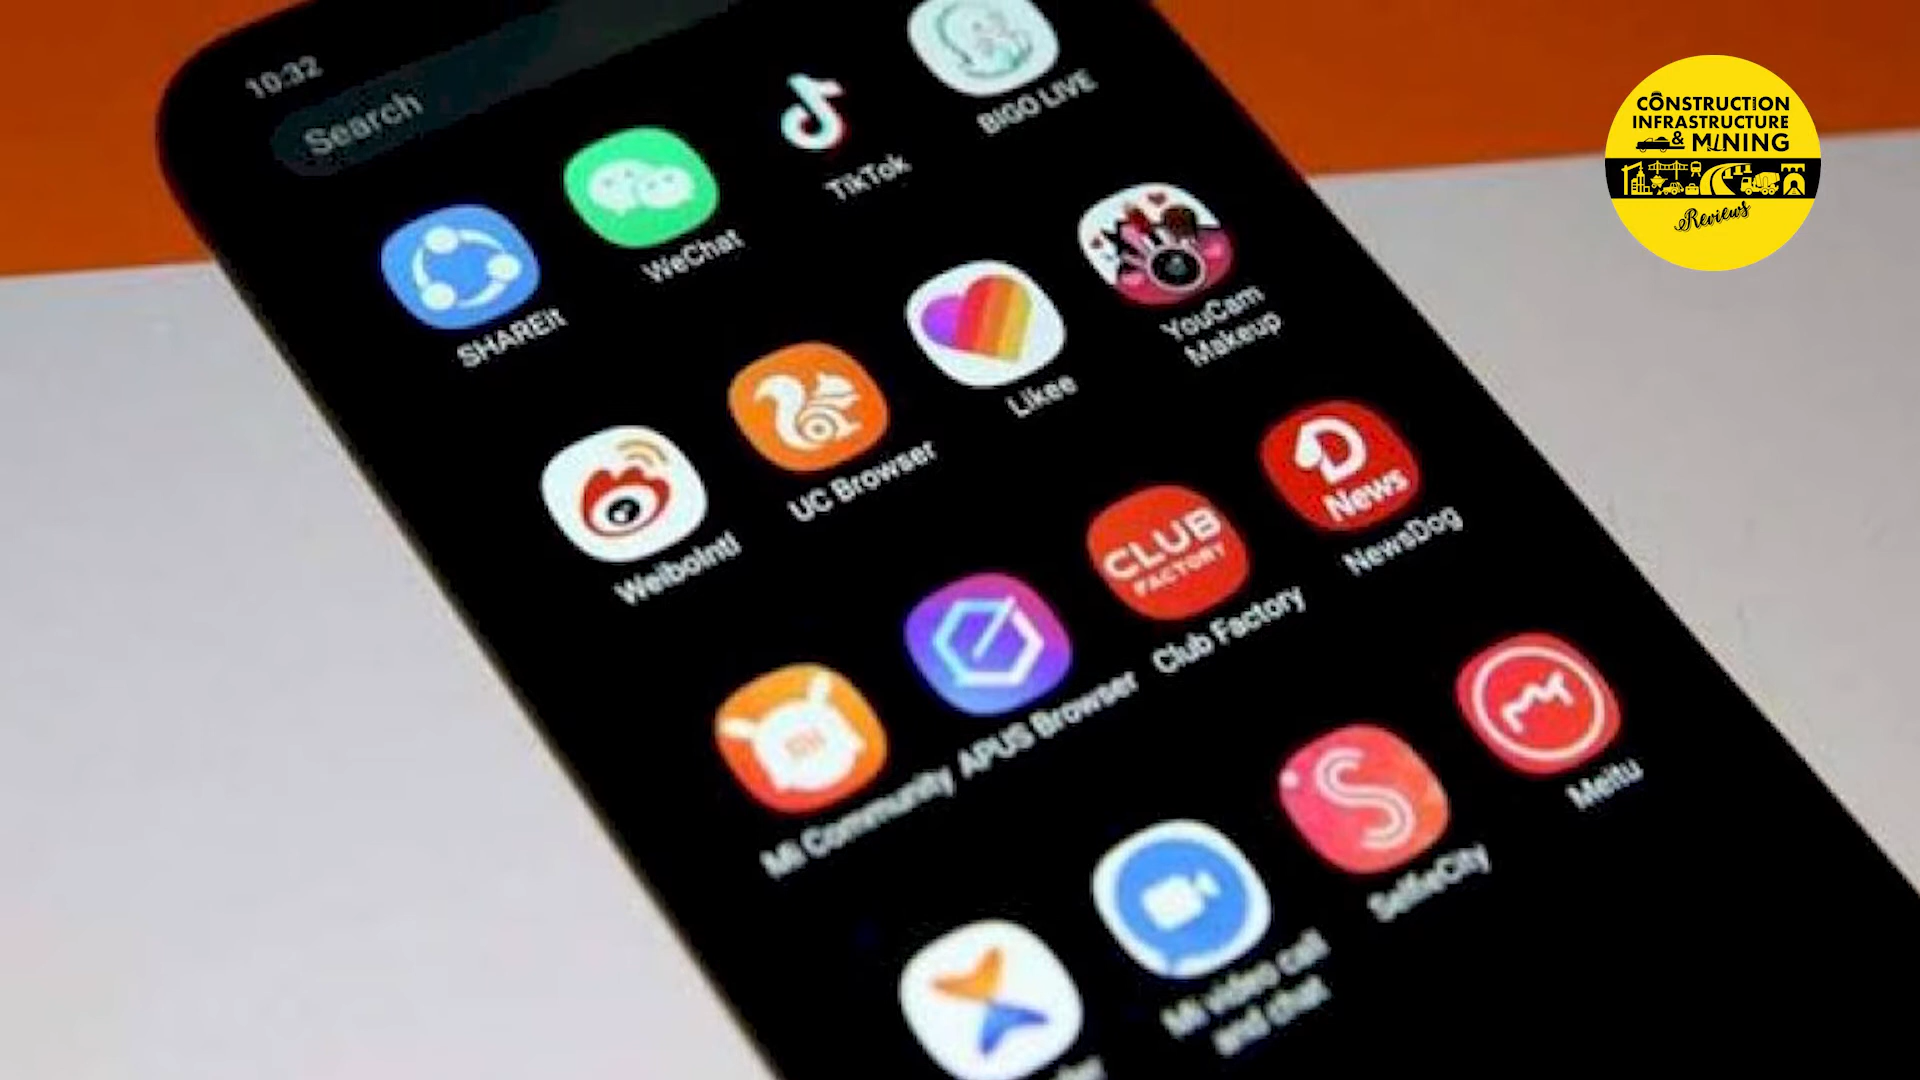 10:32
Search
SHAREit
WeChat
TikTok
BIGO LIVE
WeiboIntl
UC Browser
Likee
YouCam
Makeup
Mi Community
APUS Browser
CLUB
FACTORY
Club Factory
News
NewsDog
Mi video call
and chat
SelfieCity
Meitu
CONSTRUCTION
INFRASTRUCTURE
& MINING
Reviews